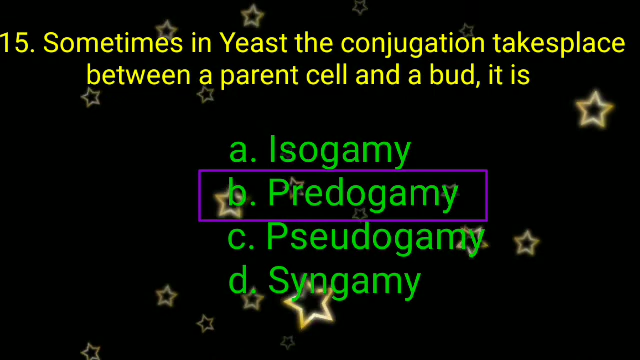 15. Sometimes in Yeast the conjugation takesplace
between a parent cell and a bud, it is
a. Isogamy
b. Predogamy
c. Pseudogamy
d. Syngamy